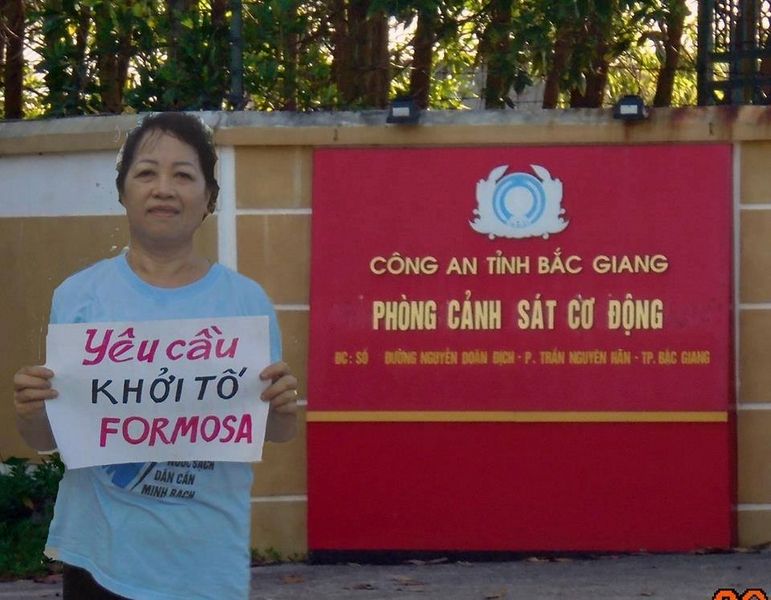 CÔNG AN TỈNH BẮC GIANG
PHÒNG CẢNH SÁT CƠ ĐỘNG
ĐC: SỐ ĐƯỜNG NGUYỄN DOÃN ĐỊCH - P. TRẦN NGUYÊN HÃN - TP. BẮC GIANG
Yêu cầu
KHỞI TỐ
FORMOSA
NƯỚC SẠCH
DÂN CẦN
MINH BẠCH